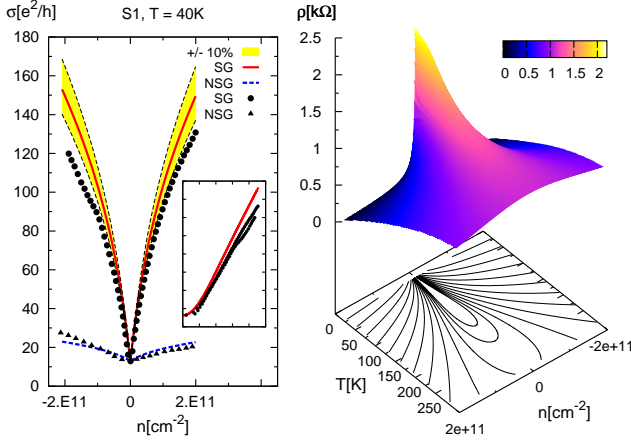 σ[e²/h]
S1, T = 40K
180
160
140
120
100
80
60
40
20
0
+/- 10%
SG
NSG
SG
NSG
-2.E11
0
2.E11
n[cm⁻²]
ρ[kΩ]
2.5
2
1.5
1
0.5
0
0 0.5 1 1.5 2
0
50
100
150
200
250
T[K]
2e+11
0
-2e+11
n[cm⁻²]